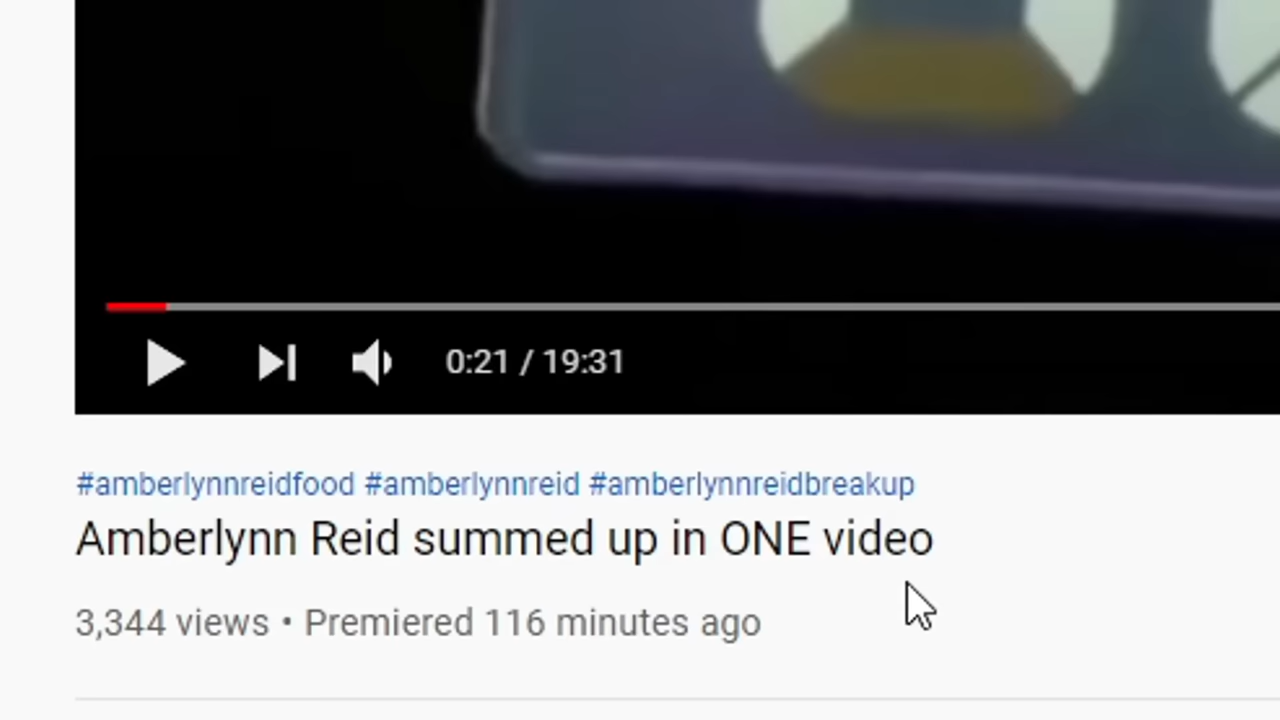 0:21 / 19:31
#amberlynnreidfood #amberlynnreid #amberlynnreidbreakup
Amberlynn Reid summed up in ONE video
3,344 views • Premiered 116 minutes ago